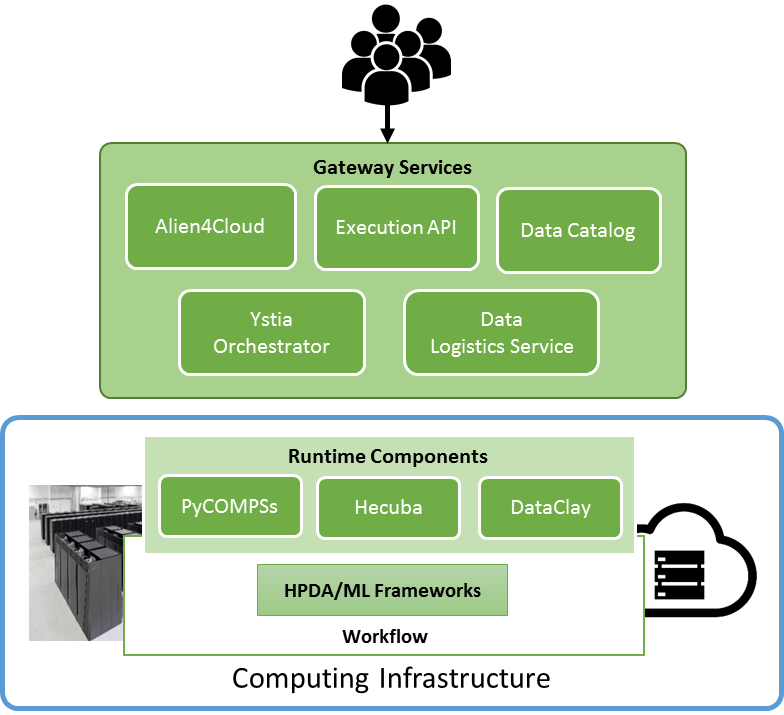 Gateway Services
Alien4Cloud
Execution API
Data Catalog
Ystia
Orchestrator
Data
Logistics Service
Runtime Components
PyCOMPSs
Hecuba
DataClay
HPDA/ML Frameworks
Workflow
Computing Infrastructure